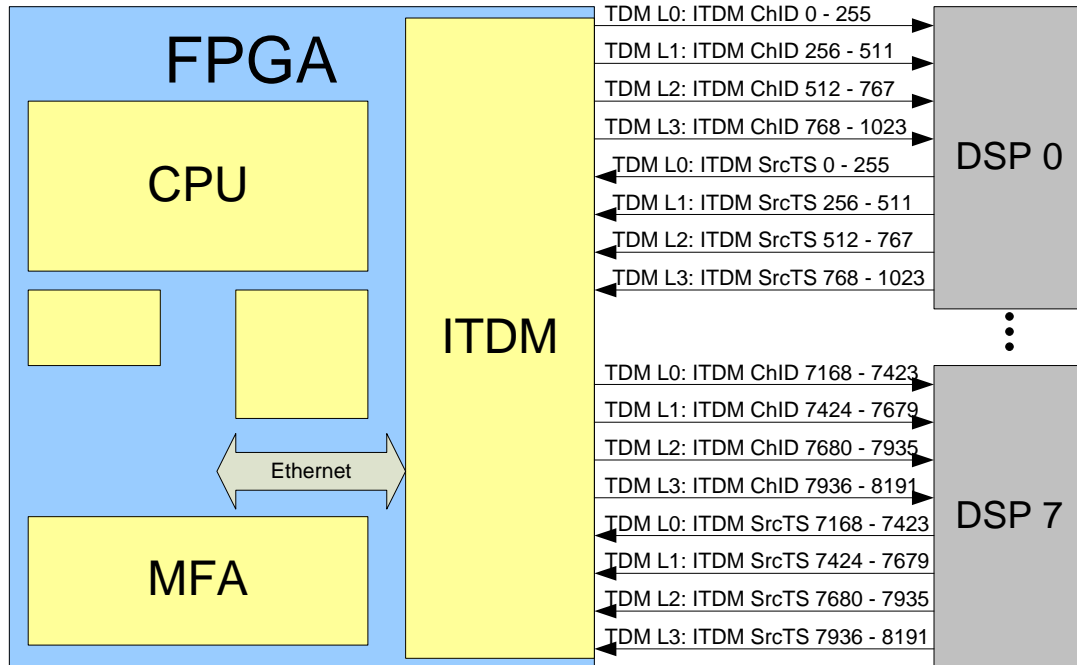 FPGA
CPU
ITDM
Ethernet
MFA
TDM L0: ITDM ChID 0 - 255
TDM L1: ITDM ChID 256 - 511
TDM L2: ITDM ChID 512 - 767
TDM L3: ITDM ChID 768 - 1023
TDM L0: ITDM SrcTS 0 - 255
TDM L1: ITDM SrcTS 256 - 511
TDM L2: ITDM SrcTS 512 - 767
TDM L3: ITDM SrcTS 768 - 1023
DSP 0
TDM L0: ITDM ChID 7168 - 7423
TDM L1: ITDM ChID 7424 - 7679
TDM L2: ITDM ChID 7680 - 7935
TDM L3: ITDM ChID 7936 - 8191
TDM L0: ITDM SrcTS 7168 - 7423
TDM L1: ITDM SrcTS 7424 - 7679
TDM L2: ITDM SrcTS 7680 - 7935
TDM L3: ITDM SrcTS 7936 - 8191
DSP 7